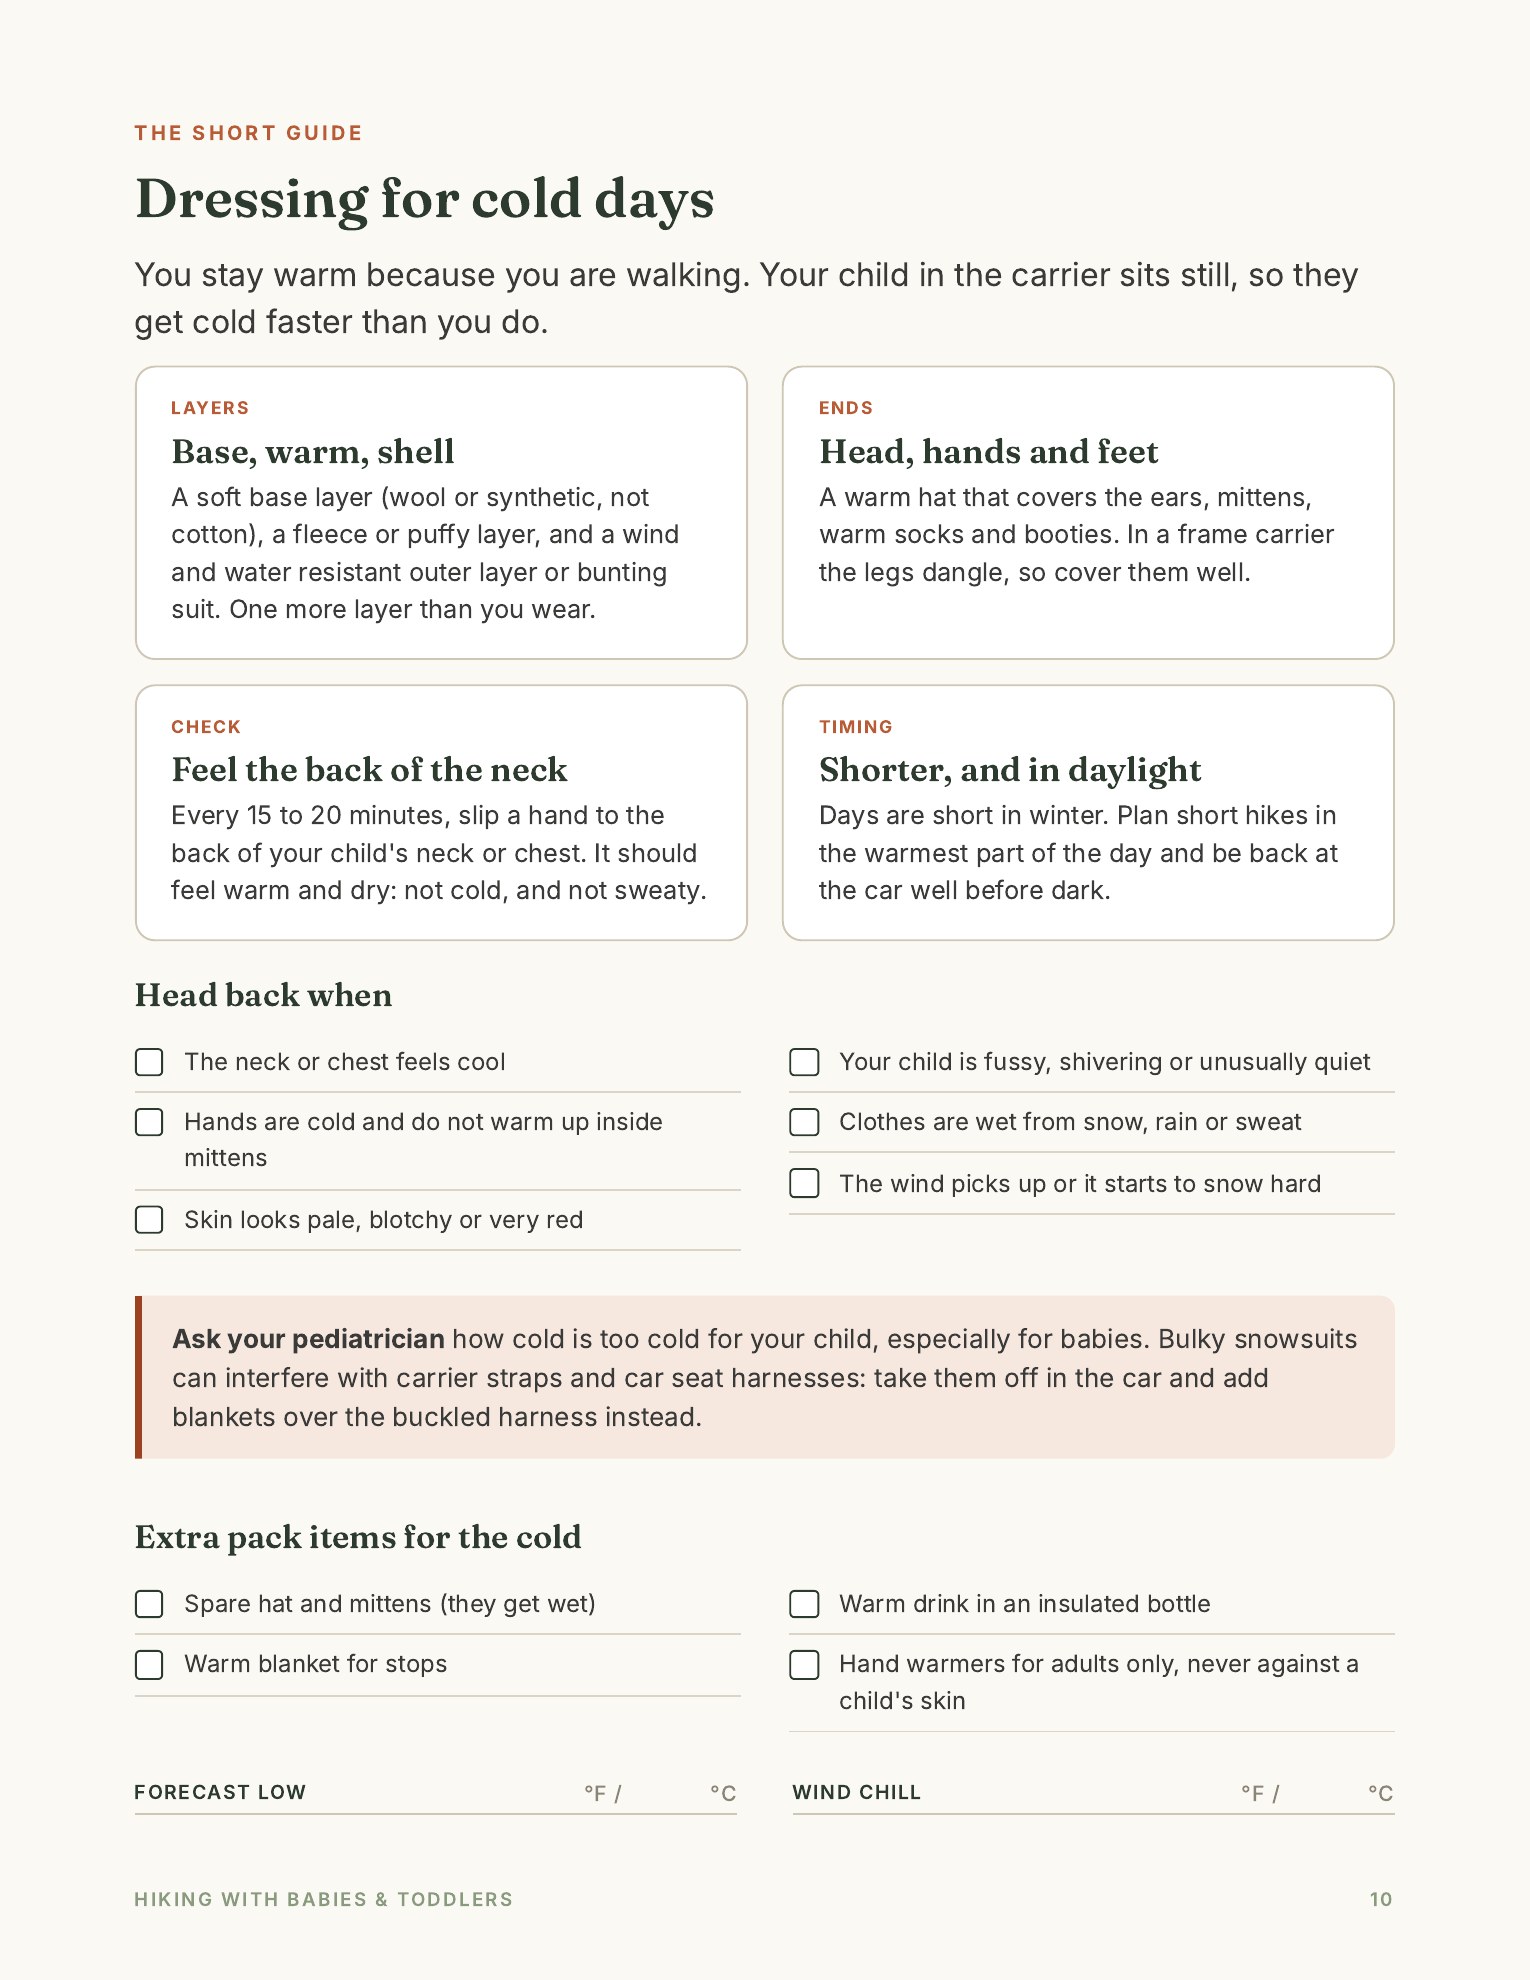 THE SHORT GUIDE
Dressing for cold days
You stay warm because you are walking. Your child in the carrier sits still, so they
get cold faster than you do.
LAYERS
Base, warm, shell
A soft base layer (wool or synthetic, not
cotton), a fleece or puffy layer, and a wind
and water resistant outer layer or bunting
suit. One more layer than you wear.
ENDS
Head, hands and feet
A warm hat that covers the ears, mittens,
warm socks and booties. In a frame carrier
the legs dangle, so cover them well.
CHECK
Feel the back of the neck
Every 15 to 20 minutes, slip a hand to the
back of your child's neck or chest. It should
feel warm and dry: not cold, and not sweaty.
TIMING
Shorter, and in daylight
Days are short in winter. Plan short hikes in
the warmest part of the day and be back at
the car well before dark.
Head back when
The neck or chest feels cool
Hands are cold and do not warm up inside
mittens
Skin looks pale, blotchy or very red
Your child is fussy, shivering or unusually quiet
Clothes are wet from snow, rain or sweat
The wind picks up or it starts to snow hard
Ask your pediatrician how cold is too cold for your child, especially for babies. Bulky snowsuits
can interfere with carrier straps and car seat harnesses: take them off in the car and add
blankets over the buckled harness instead.
Extra pack items for the cold
Spare hat and mittens (they get wet)
Warm blanket for stops
Warm drink in an insulated bottle
Hand warmers for adults only, never against a
child's skin
FORECAST LOW °F / °C
WIND CHILL °F / °C
HIKING WITH BABIES & TODDLERS
10